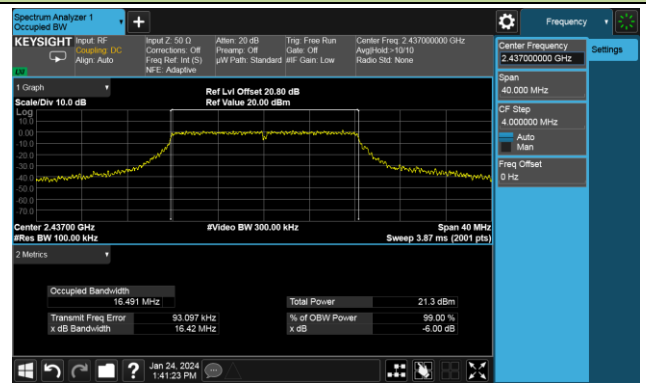 Spectrum Analyzer 1
Occupied BW
Frequency
KEYSIGHT
Input: RF
Coupling: DC
Align: Auto
Input Z: 50 Ω
Corrections: Off
Freq Ref: Int (S)
NFE: Adaptive
Atten: 20 dB
Preamp: Off
µW Path: Standard
Trig: Free Run
Gate: Off
#IF Gain: Low
Center Freq: 2.437000000 GHz
Avg|Hold:>10/10
Radio Std: None
Center Frequency
2.437000000 GHz
Settings
Span
40.000 MHz
CF Step
4.000000 MHz
Auto
Man
Freq Offset
0 Hz
1 Graph
Scale/Div 10.0 dB
Ref Lvl Offset 20.80 dB
Ref Value 20.00 dBm
Log
10.0
0.00
-10.0
-20.0
-30.0
-40.0
-50.0
-60.0
-70.0
Center 2.43700 GHz
#Res BW 100.00 kHz
#Video BW 300.00 kHz
Span 40 MHz
Sweep 3.87 ms (2001 pts)
2 Metrics
Occupied Bandwidth
16.491 MHz
Total Power 21.3 dBm
Transmit Freq Error 93.097 kHz
% of OBW Power 99.00 %
x dB Bandwidth 16.42 MHz
x dB -6.00 dB
Jan 24, 2024
1:41:23 PM